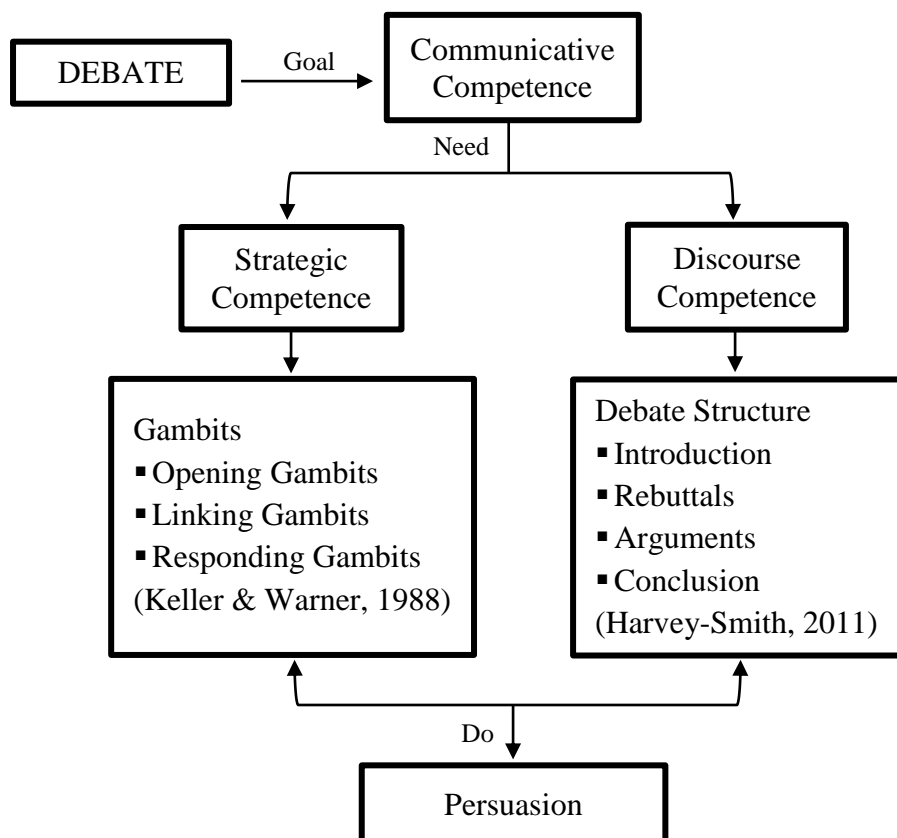 DEBATE
Goal
Communicative
Competence
Need
Strategic
Competence
Discourse
Competence
Gambits
▪ Opening Gambits
▪ Linking Gambits
▪ Responding Gambits
(Keller & Warner, 1988)
Debate Structure
▪ Introduction
▪ Rebuttals
▪ Arguments
▪ Conclusion
(Harvey-Smith, 2011)
Do
Persuasion